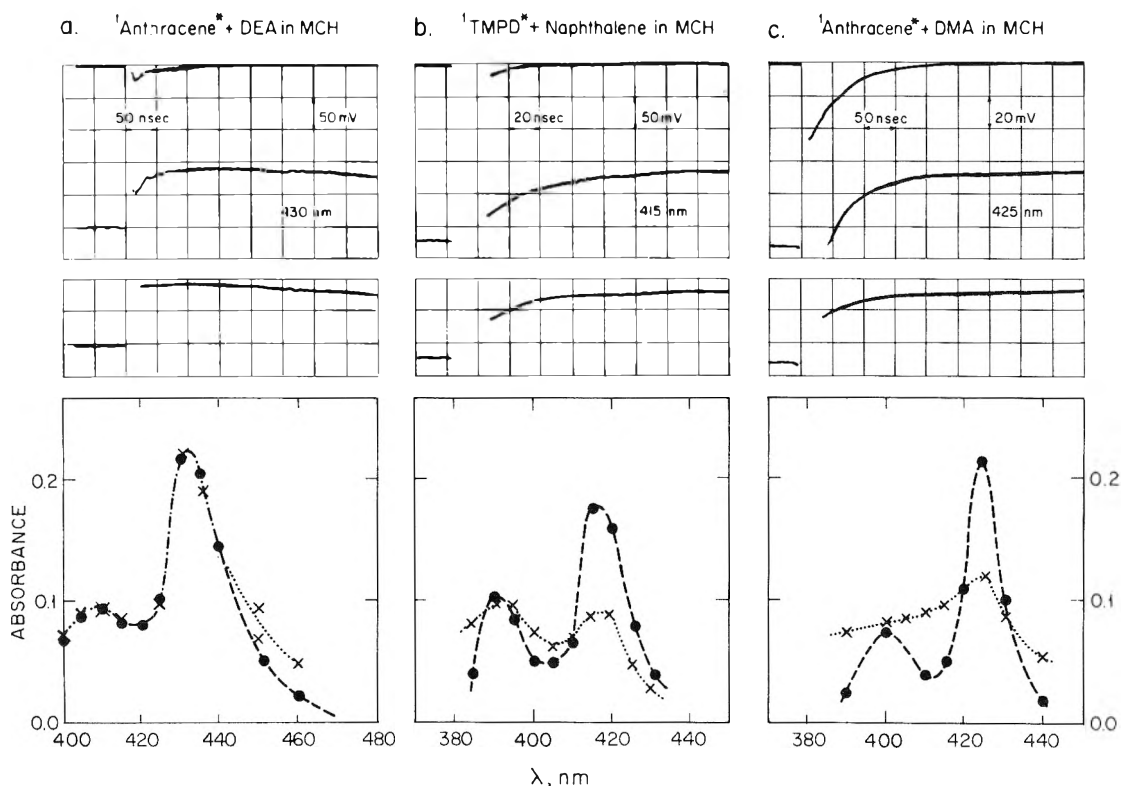 a. ¹Anthracene* + DEA in MCH
b. ¹TMPD* + Naphthalene in MCH
c. ¹Anthracene* + DMA in MCH
50 nsec
50 mV
430 nm
20 nsec
50 mV
415 nm
50 nsec
20 mV
425 nm
ABSORBANCE
0.2
0.1
0.0
0.2
0.1
0.0
400 420 440 460 480
380 400 420 440
380 400 420 440
λ, nm